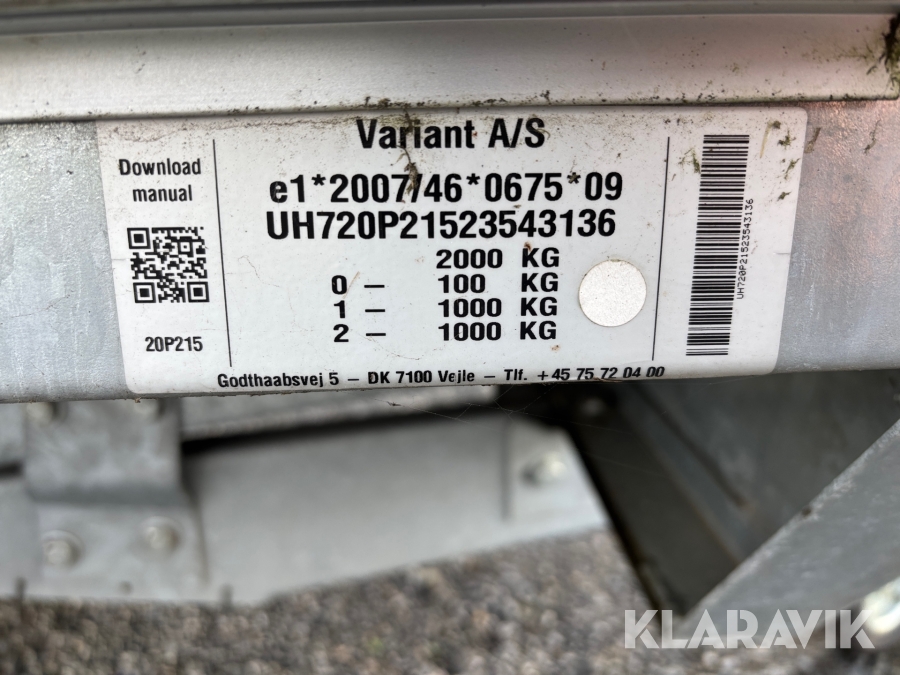 Variant A/S
Download
manual
e1*2007/46*0675*09
UH720P21523543136
2000 KG
0 – 100 KG
1 – 1000 KG
2 – 1000 KG
20P215
UH720P21523543136
Godthaabsvej 5 – DK 7100 Vejle – Tlf. +45 75 72 04 00
KLARAVIK